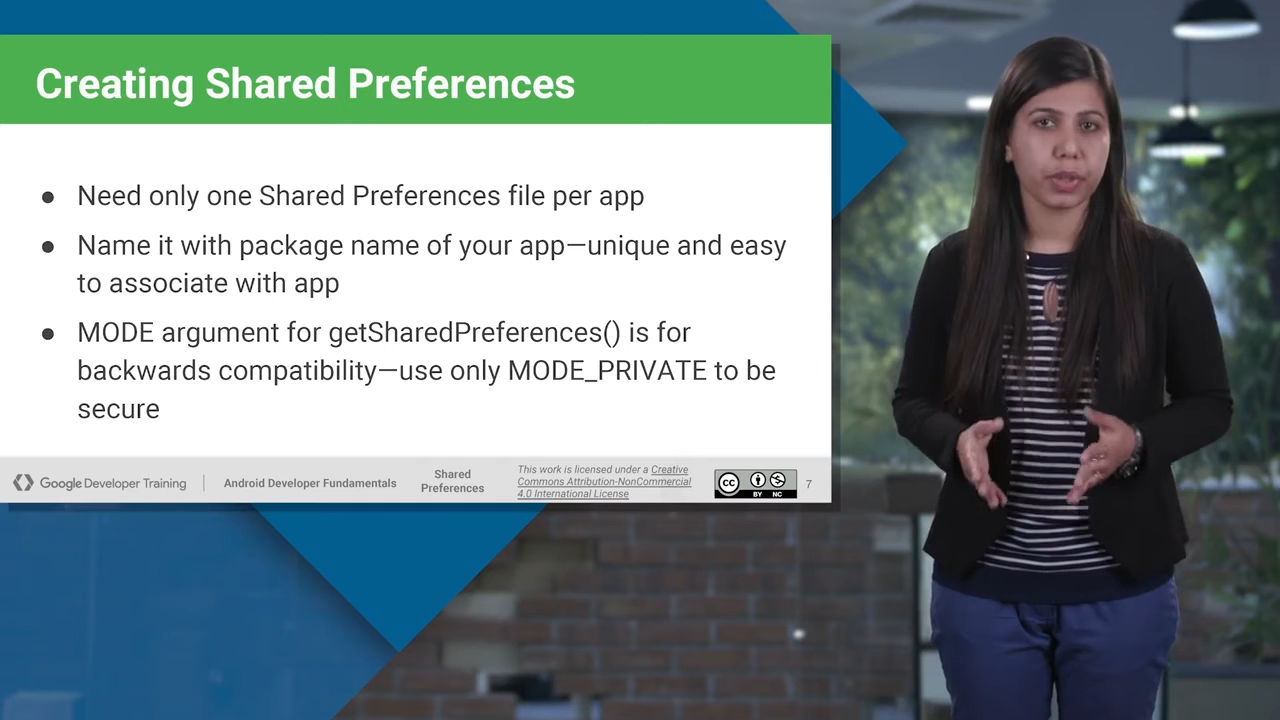 Creating Shared Preferences
● Need only one Shared Preferences file per app
● Name it with package name of your app—unique and easy
to associate with app
● MODE argument for getSharedPreferences() is for
backwards compatibility—use only MODE_PRIVATE to be
secure
Google Developer Training
Android Developer Fundamentals
Shared
Preferences
This work is licensed under a Creative
Commons Attribution-NonCommercial
4.0 International License
cc BY NC
7